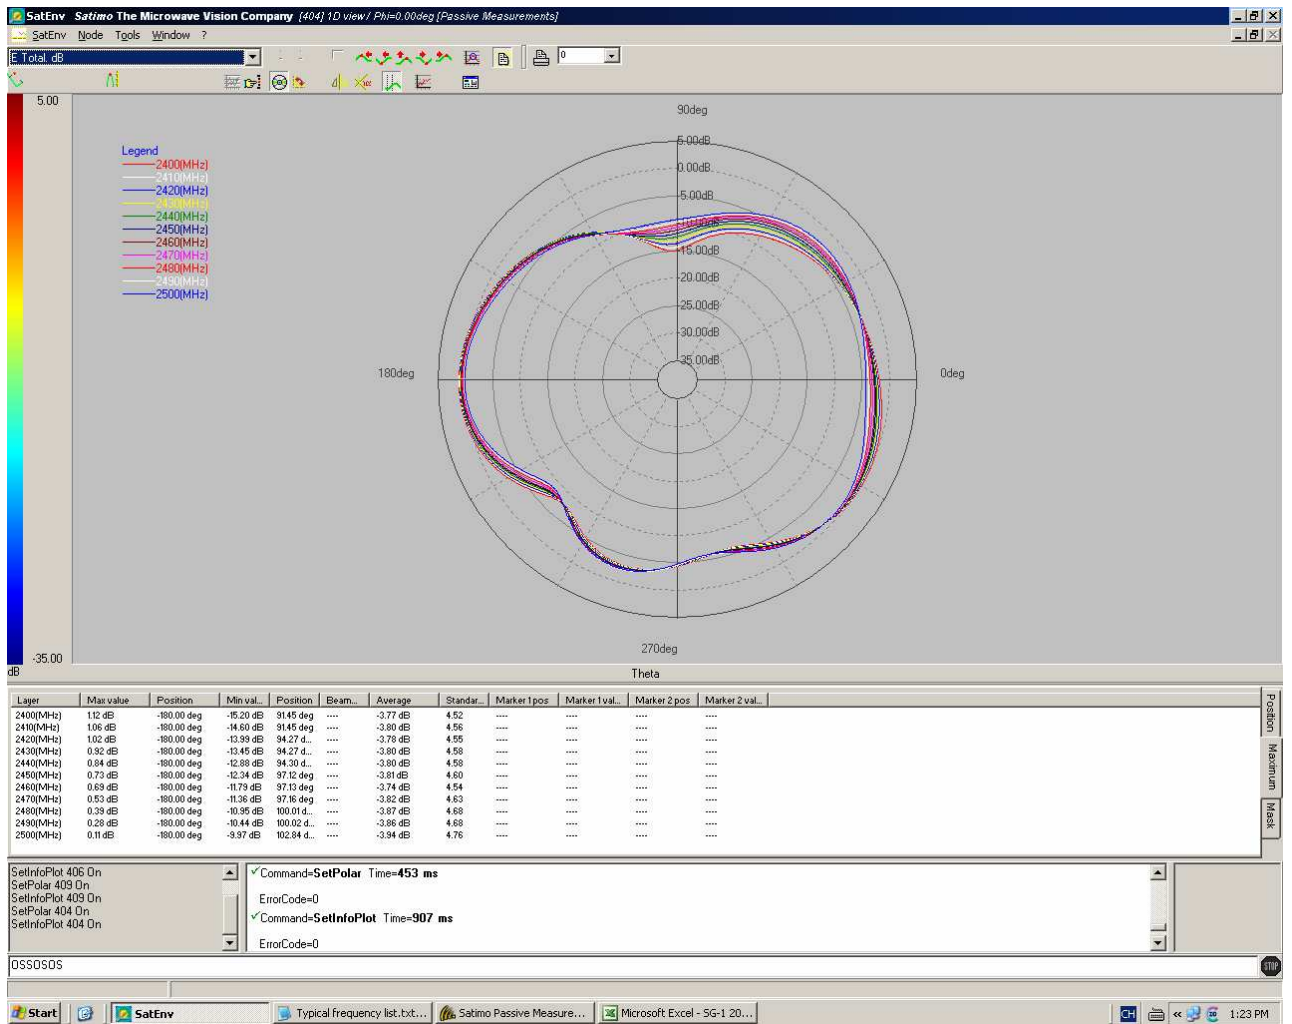 SatEnv Satimo The Microwave Vision Company [404] 1D view / Phi=0.00deg [Passive Measurements]
SatEnv Node Tools Window ?
E Total. dB
0
5.00
-35.00
dB
Legend
2400(MHz)
2410(MHz)
2420(MHz)
2430(MHz)
2440(MHz)
2450(MHz)
2460(MHz)
2470(MHz)
2480(MHz)
2490(MHz)
2500(MHz)
90deg
5.00dB
0.00dB
-5.00dB
-15.00dB
-20.00dB
-25.00dB
-30.00dB
35.00dB
180deg
0deg
270deg
Theta
Layer Max value Position Min val... Position Beam... Average Standar... Marker 1 pos Marker 1 val... Marker 2 pos Marker 2 val...
2400(MHz) 1.12 dB -180.00 deg -15.20 dB 91.45 deg ---- -3.77 dB 4.52 ---- ---- ---- ----
2410(MHz) 1.06 dB -180.00 deg -14.60 dB 91.45 deg ---- -3.80 dB 4.56 ---- ---- ---- ----
2420(MHz) 1.02 dB -180.00 deg -13.99 dB 94.27 d... ---- -3.78 dB 4.55 ---- ---- ---- ----
2430(MHz) 0.92 dB -180.00 deg -13.45 dB 94.27 d... ---- -3.80 dB 4.58 ---- ---- ---- ----
2440(MHz) 0.84 dB -180.00 deg -12.88 dB 94.30 d... ---- -3.80 dB 4.58 ---- ---- ---- ----
2450(MHz) 0.73 dB -180.00 deg -12.34 dB 97.12 deg ---- -3.81 dB 4.60 ---- ---- ---- ----
2460(MHz) 0.69 dB -180.00 deg -11.79 dB 97.13 deg ---- -3.74 dB 4.54 ---- ---- ---- ----
2470(MHz) 0.53 dB -180.00 deg -11.36 dB 97.16 deg ---- -3.82 dB 4.63 ---- ---- ---- ----
2480(MHz) 0.39 dB -180.00 deg -10.95 dB 100.01 d... ---- -3.87 dB 4.68 ---- ---- ---- ----
2490(MHz) 0.28 dB -180.00 deg -10.44 dB 100.02 d... ---- -3.86 dB 4.68 ---- ---- ---- ----
2500(MHz) 0.11 dB -180.00 deg -9.97 dB 102.84 d... ---- -3.94 dB 4.76 ---- ---- ---- ----
Position
Maximum
Mask
SetInfoPlot 406 On
SetPolar 409 On
SetInfoPlot 409 On
SetPolar 404 On
SetInfoPlot 404 On
Command=SetPolar Time=453 ms
ErrorCode=0
Command=SetInfoPlot Time=907 ms
ErrorCode=0
OSSOSOS
STOP
Start SatEnv Typical frequency list.txt... Satimo Passive Measure... Microsoft Excel - SG-1 20... CH « 1:23 PM